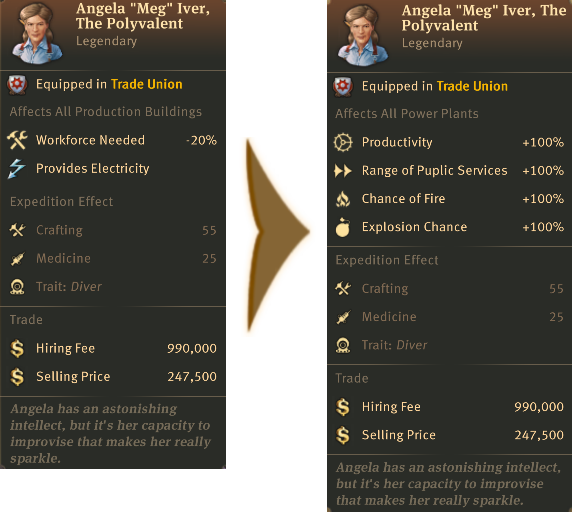 Angela "Meg" Iver,
The Polyvalent
Legendary
Equipped in Trade Union
Affects All Production Buildings
Workforce Needed -20%
Provides Electricity
Expedition Effect
Crafting 55
Medicine 25
Trait: Diver
Trade
Hiring Fee 990,000
Selling Price 247,500
Angela has an astonishing
intellect, but it's her capacity to
improvise that makes her really
sparkle.
Angela "Meg" Iver, The
Polyvalent
Legendary
Equipped in Trade Union
Affects All Power Plants
Productivity +100%
Range of Puplic Services +100%
Chance of Fire +100%
Explosion Chance +100%
Expedition Effect
Crafting 55
Medicine 25
Trait: Diver
Trade
Hiring Fee 990,000
Selling Price 247,500
Angela has an astonishing intellect,
but it's her capacity to improvise
that makes her really sparkle.